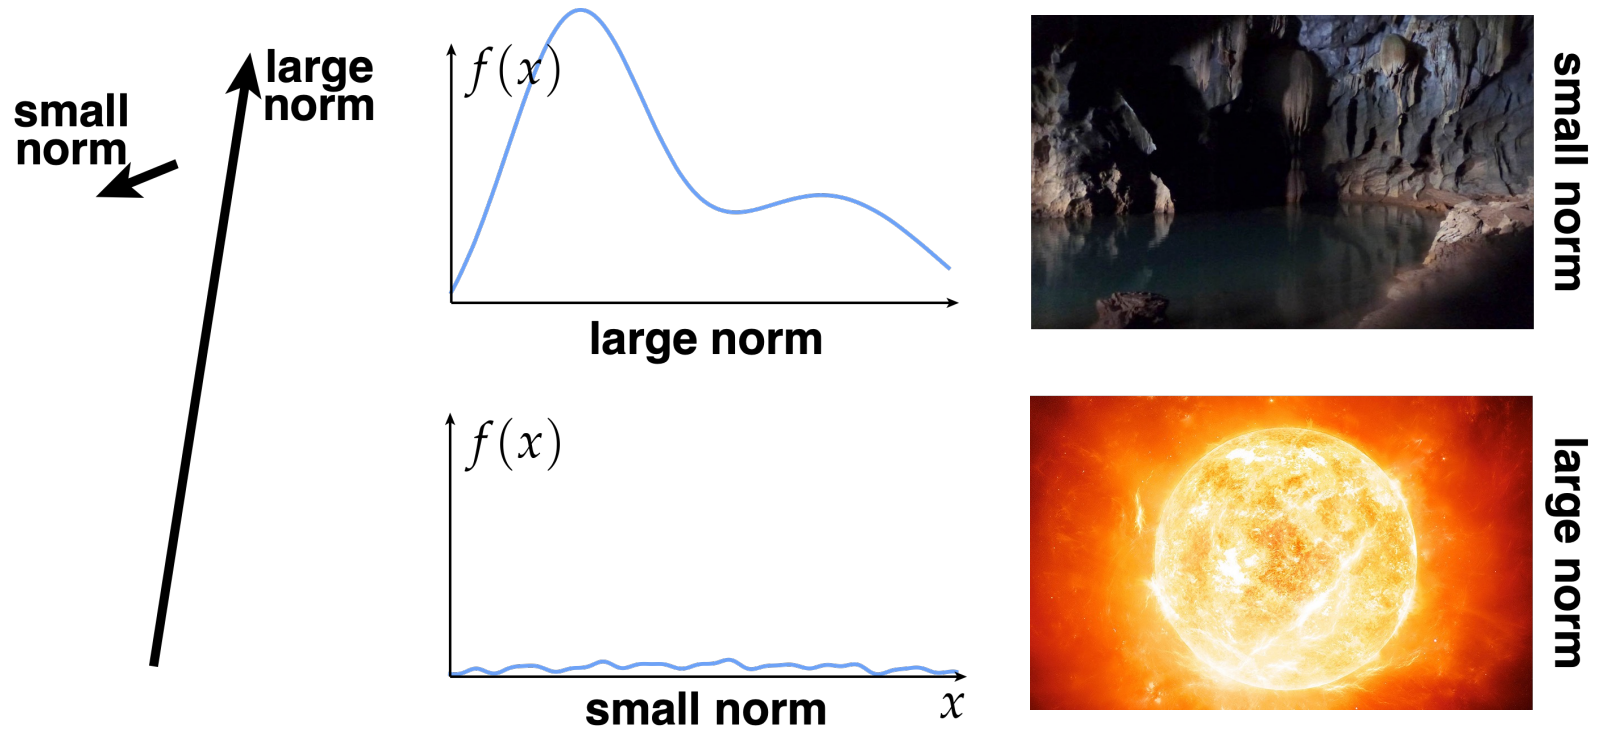 small
norm
large
norm
f(x)
large norm
f(x)
x
small norm
small norm
large norm